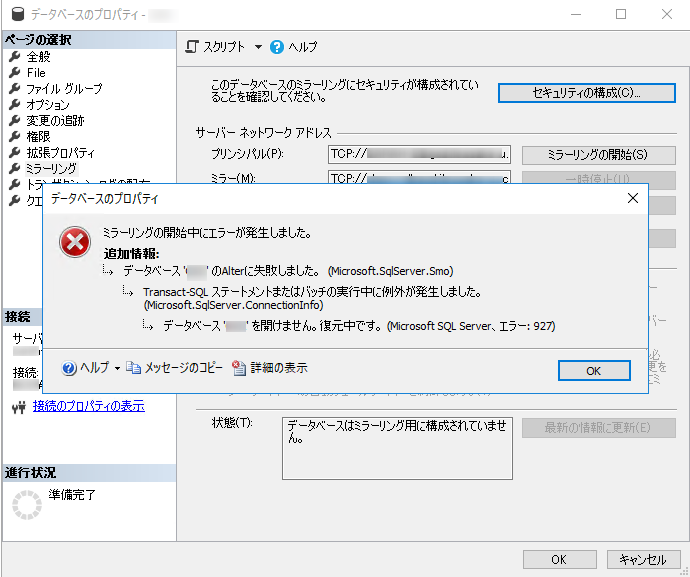 データベースのプロパティ -
ページの選択
全般
File
ファイル グループ
オプション
変更の追跡
権限
拡張プロパティ
ミラーリング
スクリプト
ヘルプ
このデータベースのミラーリングにセキュリティが構成されてい
ることを確認してください。
セキュリティの構成(C)...
サーバー ネットワーク アドレス
プリンシパル(P):
TCP://
ミラーリングの開始(S)
ミラー(M):
TCP://
一時停止(U)
データベースのプロパティ
ミラーリングの開始中にエラーが発生しました。
追加情報:
データベース ' ' のAlterに失敗しました。 (Microsoft.SqlServer.Smo)
Transact-SQL ステートメントまたはバッチの実行中に例外が発生しました。
(Microsoft.SqlServer.ConnectionInfo)
データベース ' ' を開けません。復元中です。 (Microsoft SQL Server、エラー: 927)
ヘルプ
メッセージのコピー
詳細の表示
OK
接続
サーバ
接続:
接続のプロパティの表示
状態(T):
データベースはミラーリング用に構成されていませ
ん。
最新の情報に更新(E)
進行状況
準備完了
OK
キャンセル